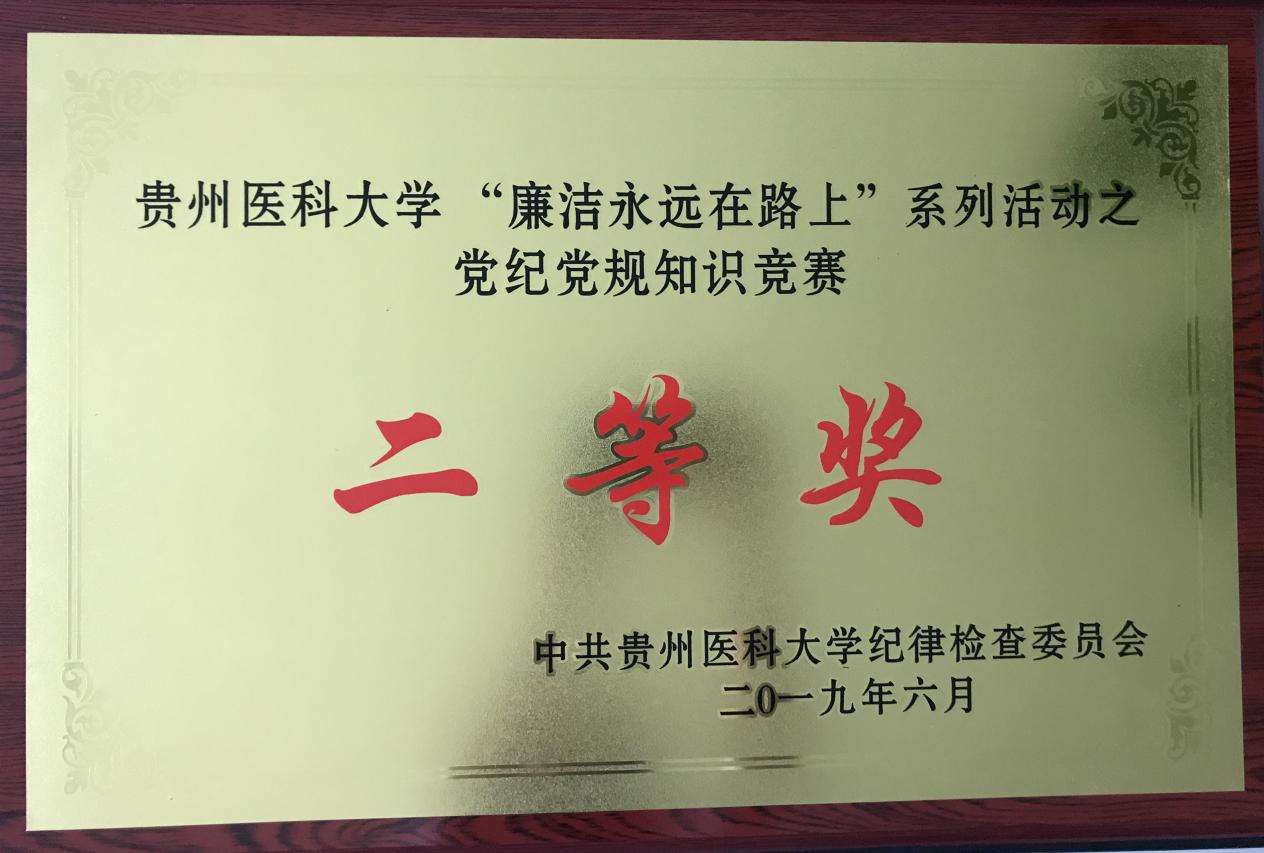 贵州医科大学“廉洁永远在路上”系列活动之
党纪党规知识竞赛
二等奖
中共贵州医科大学纪律检查委员会
二0一九年六月